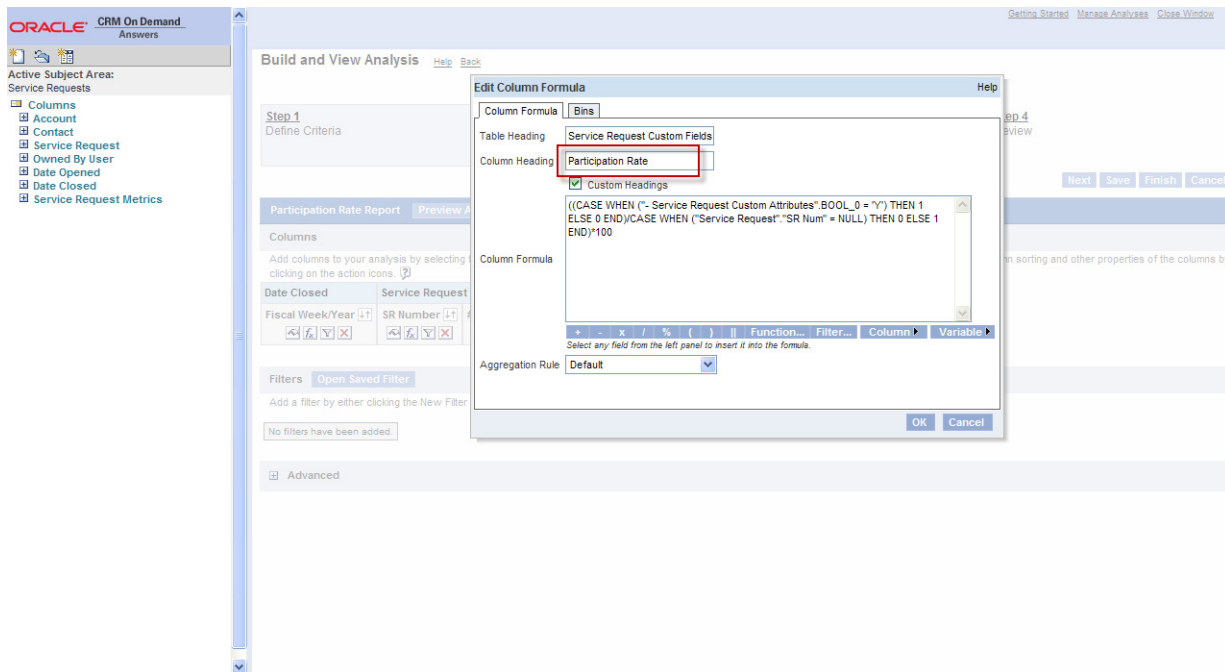 Getting Started Manage Analyses Close Window
ORACLE CRM On Demand
Answers
Active Subject Area:
Service Requests
Columns
Account
Contact
Service Request
Owned By User
Date Opened
Date Closed
Service Request Metrics
Build and View Analysis Help Back
Step 1
Define Criteria
ep 4
eview
Next Save Finish Cancel
Participation Rate Report Preview A
Columns
Add columns to your analysis by selecting
n sorting and other properties of the columns b
clicking on the action icons.
Date Closed Service Request
Fiscal Week/Year SR Number
Filters Open Saved Filter
Add a filter by either clicking the New Filter
No filters have been added.
Advanced
Edit Column Formula Help
Column Formula Bins
Table Heading Service Request Custom Fields
Column Heading Participation Rate
Custom Headings
Column Formula
((CASE WHEN ("- Service Request Custom Attributes".BOOL_0 = 'Y') THEN 1
ELSE 0 END)/CASE WHEN ("Service Request"."SR Num" = NULL) THEN 0 ELSE 1
END)*100
+ - x / % ( ) || Function... Filter... Column Variable
Select any field from the left panel to insert it into the fomula.
Aggregation Rule Default
OK Cancel